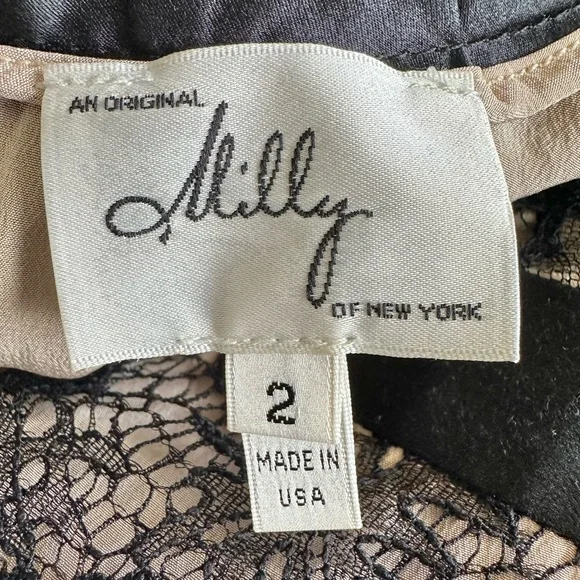 AN ORIGINAL
Milly
OF NEW YORK
2
MADE IN
USA